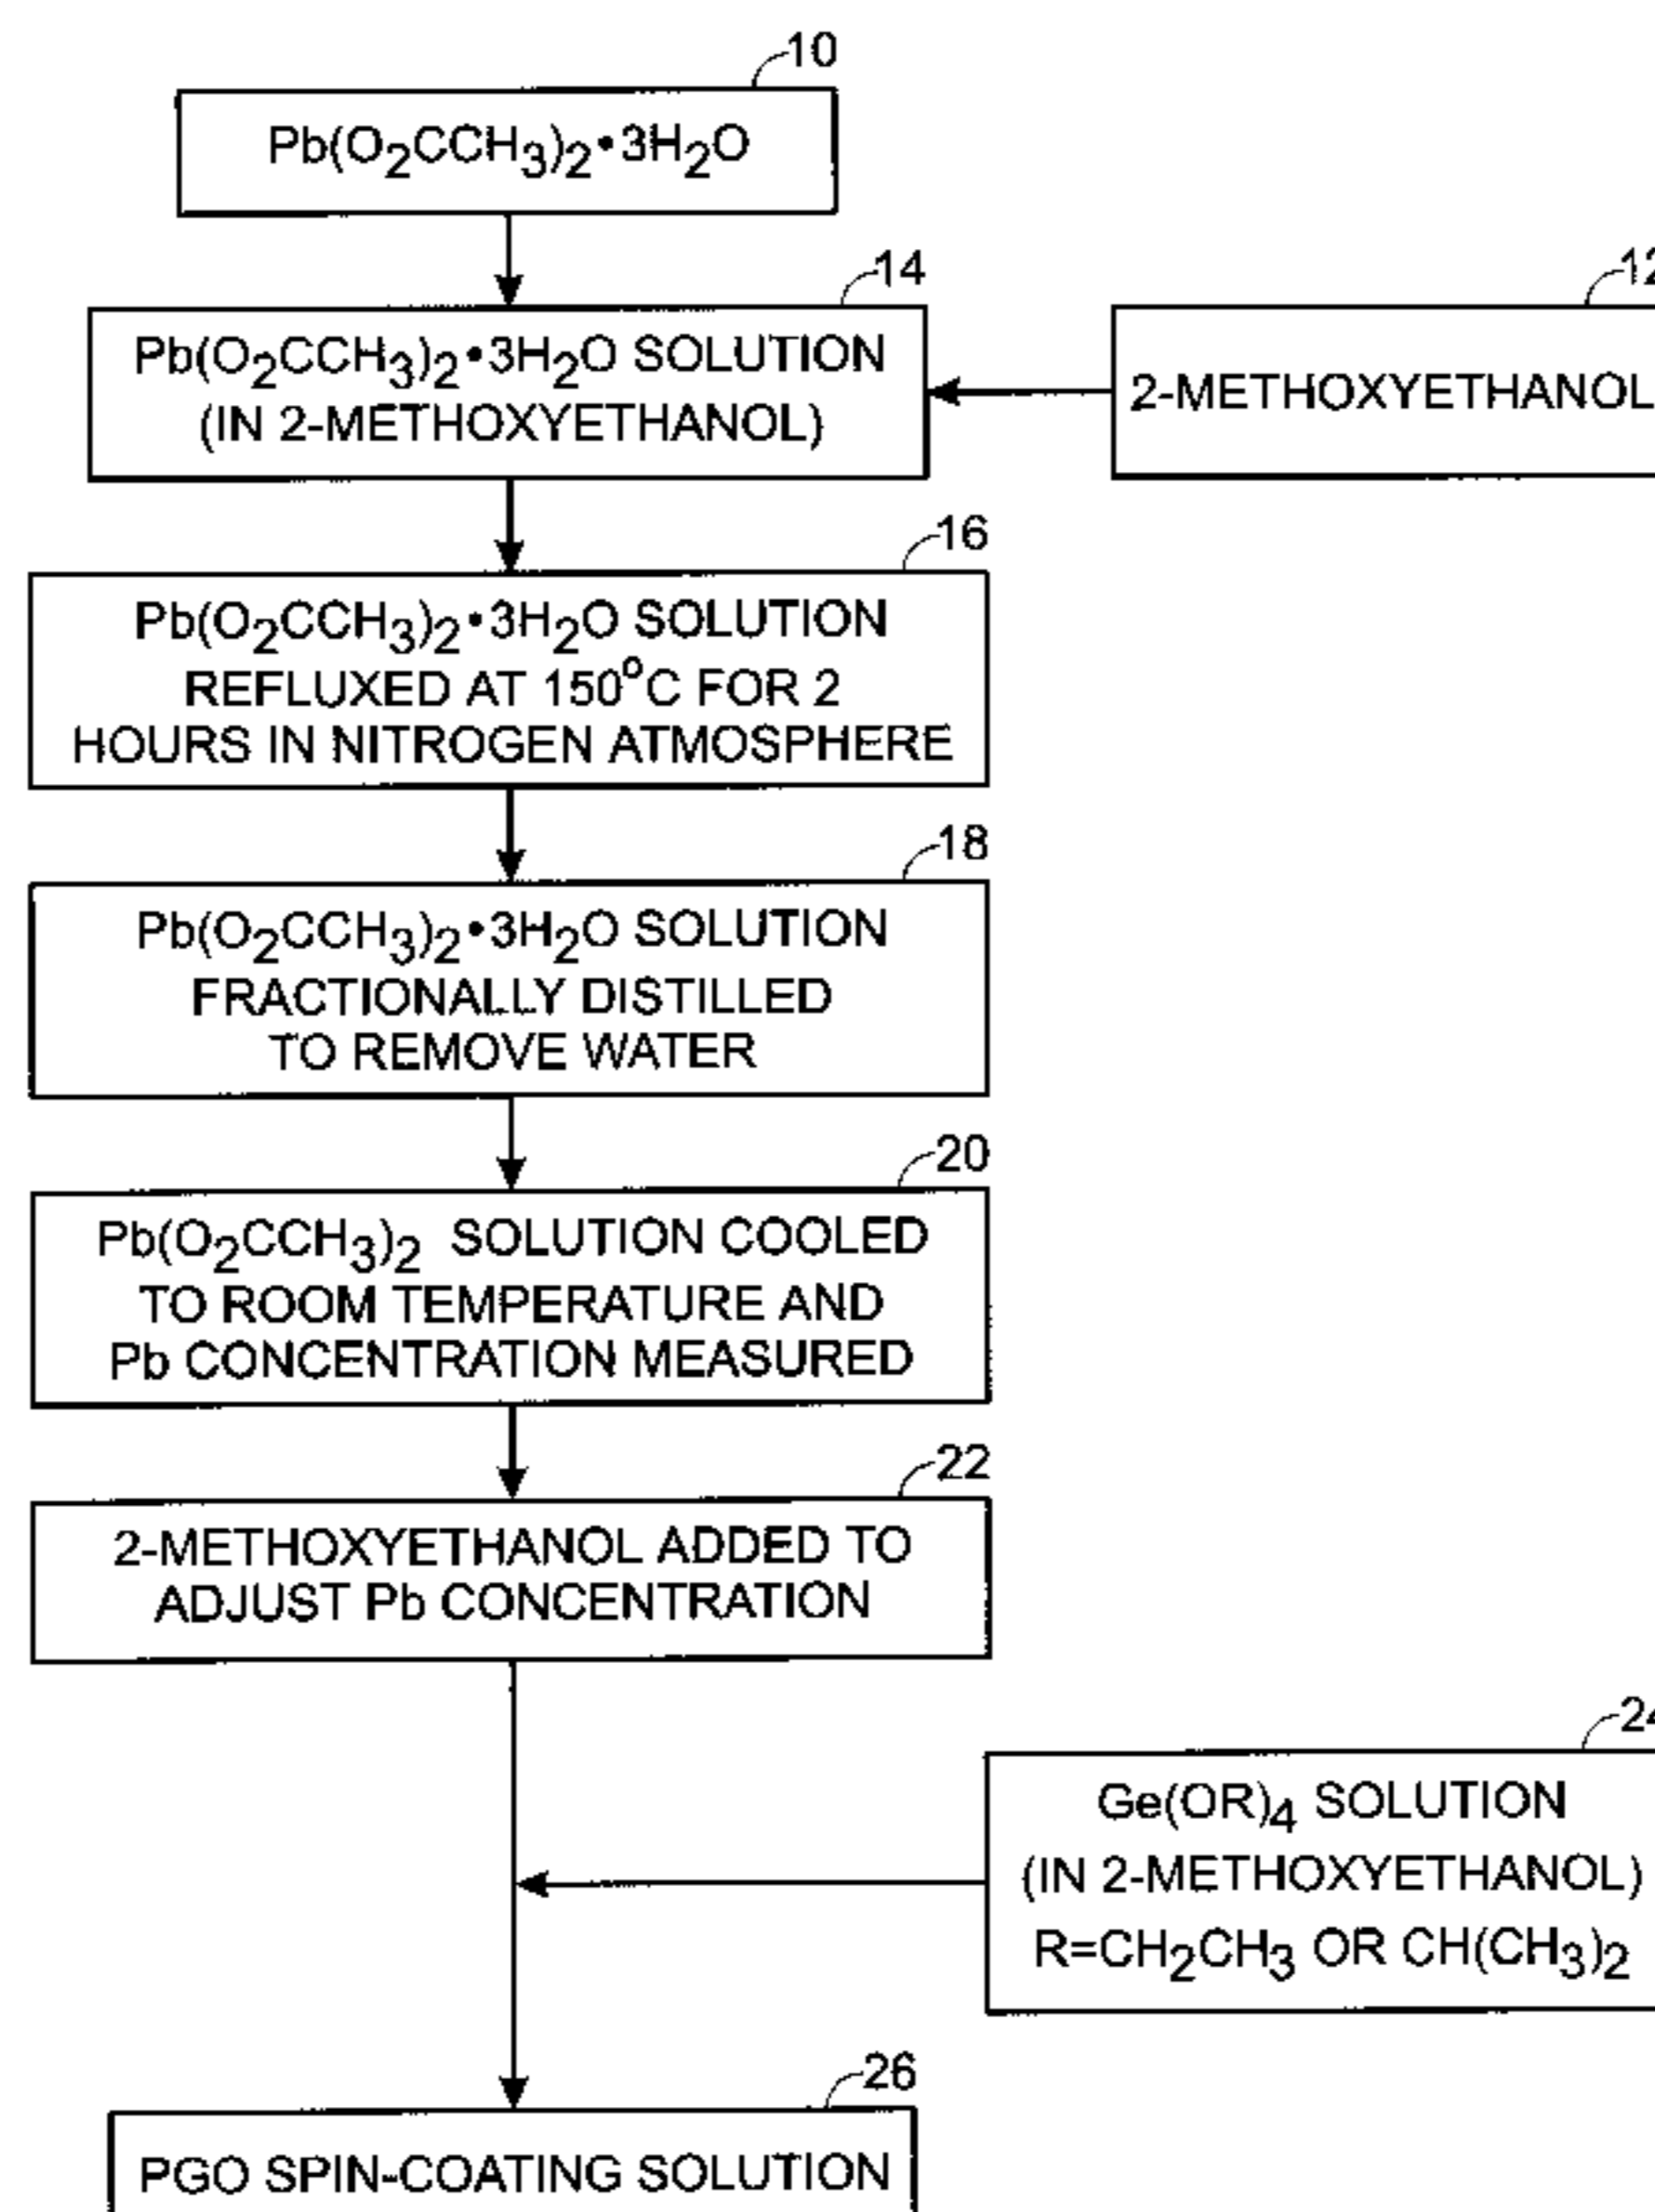 10
Pb(O2CCH3)2•3H2O
14
Pb(O2CCH3)2•3H2O SOLUTION
(IN 2-METHOXYETHANOL)
12
2-METHOXYETHANOL
16
Pb(O2CCH3)2•3H2O SOLUTION
REFLUXED AT 150°C FOR 2
HOURS IN NITROGEN ATMOSPHERE
18
Pb(O2CCH3)2•3H2O SOLUTION
FRACTIONALLY DISTILLED
TO REMOVE WATER
20
Pb(O2CCH3)2 SOLUTION COOLED
TO ROOM TEMPERATURE AND
Pb CONCENTRATION MEASURED
22
2-METHOXYETHANOL ADDED TO
ADJUST Pb CONCENTRATION
24
Ge(OR)4 SOLUTION
(IN 2-METHOXYETHANOL)
R=CH2CH3 OR CH(CH3)2
26
PGO SPIN-COATING SOLUTION